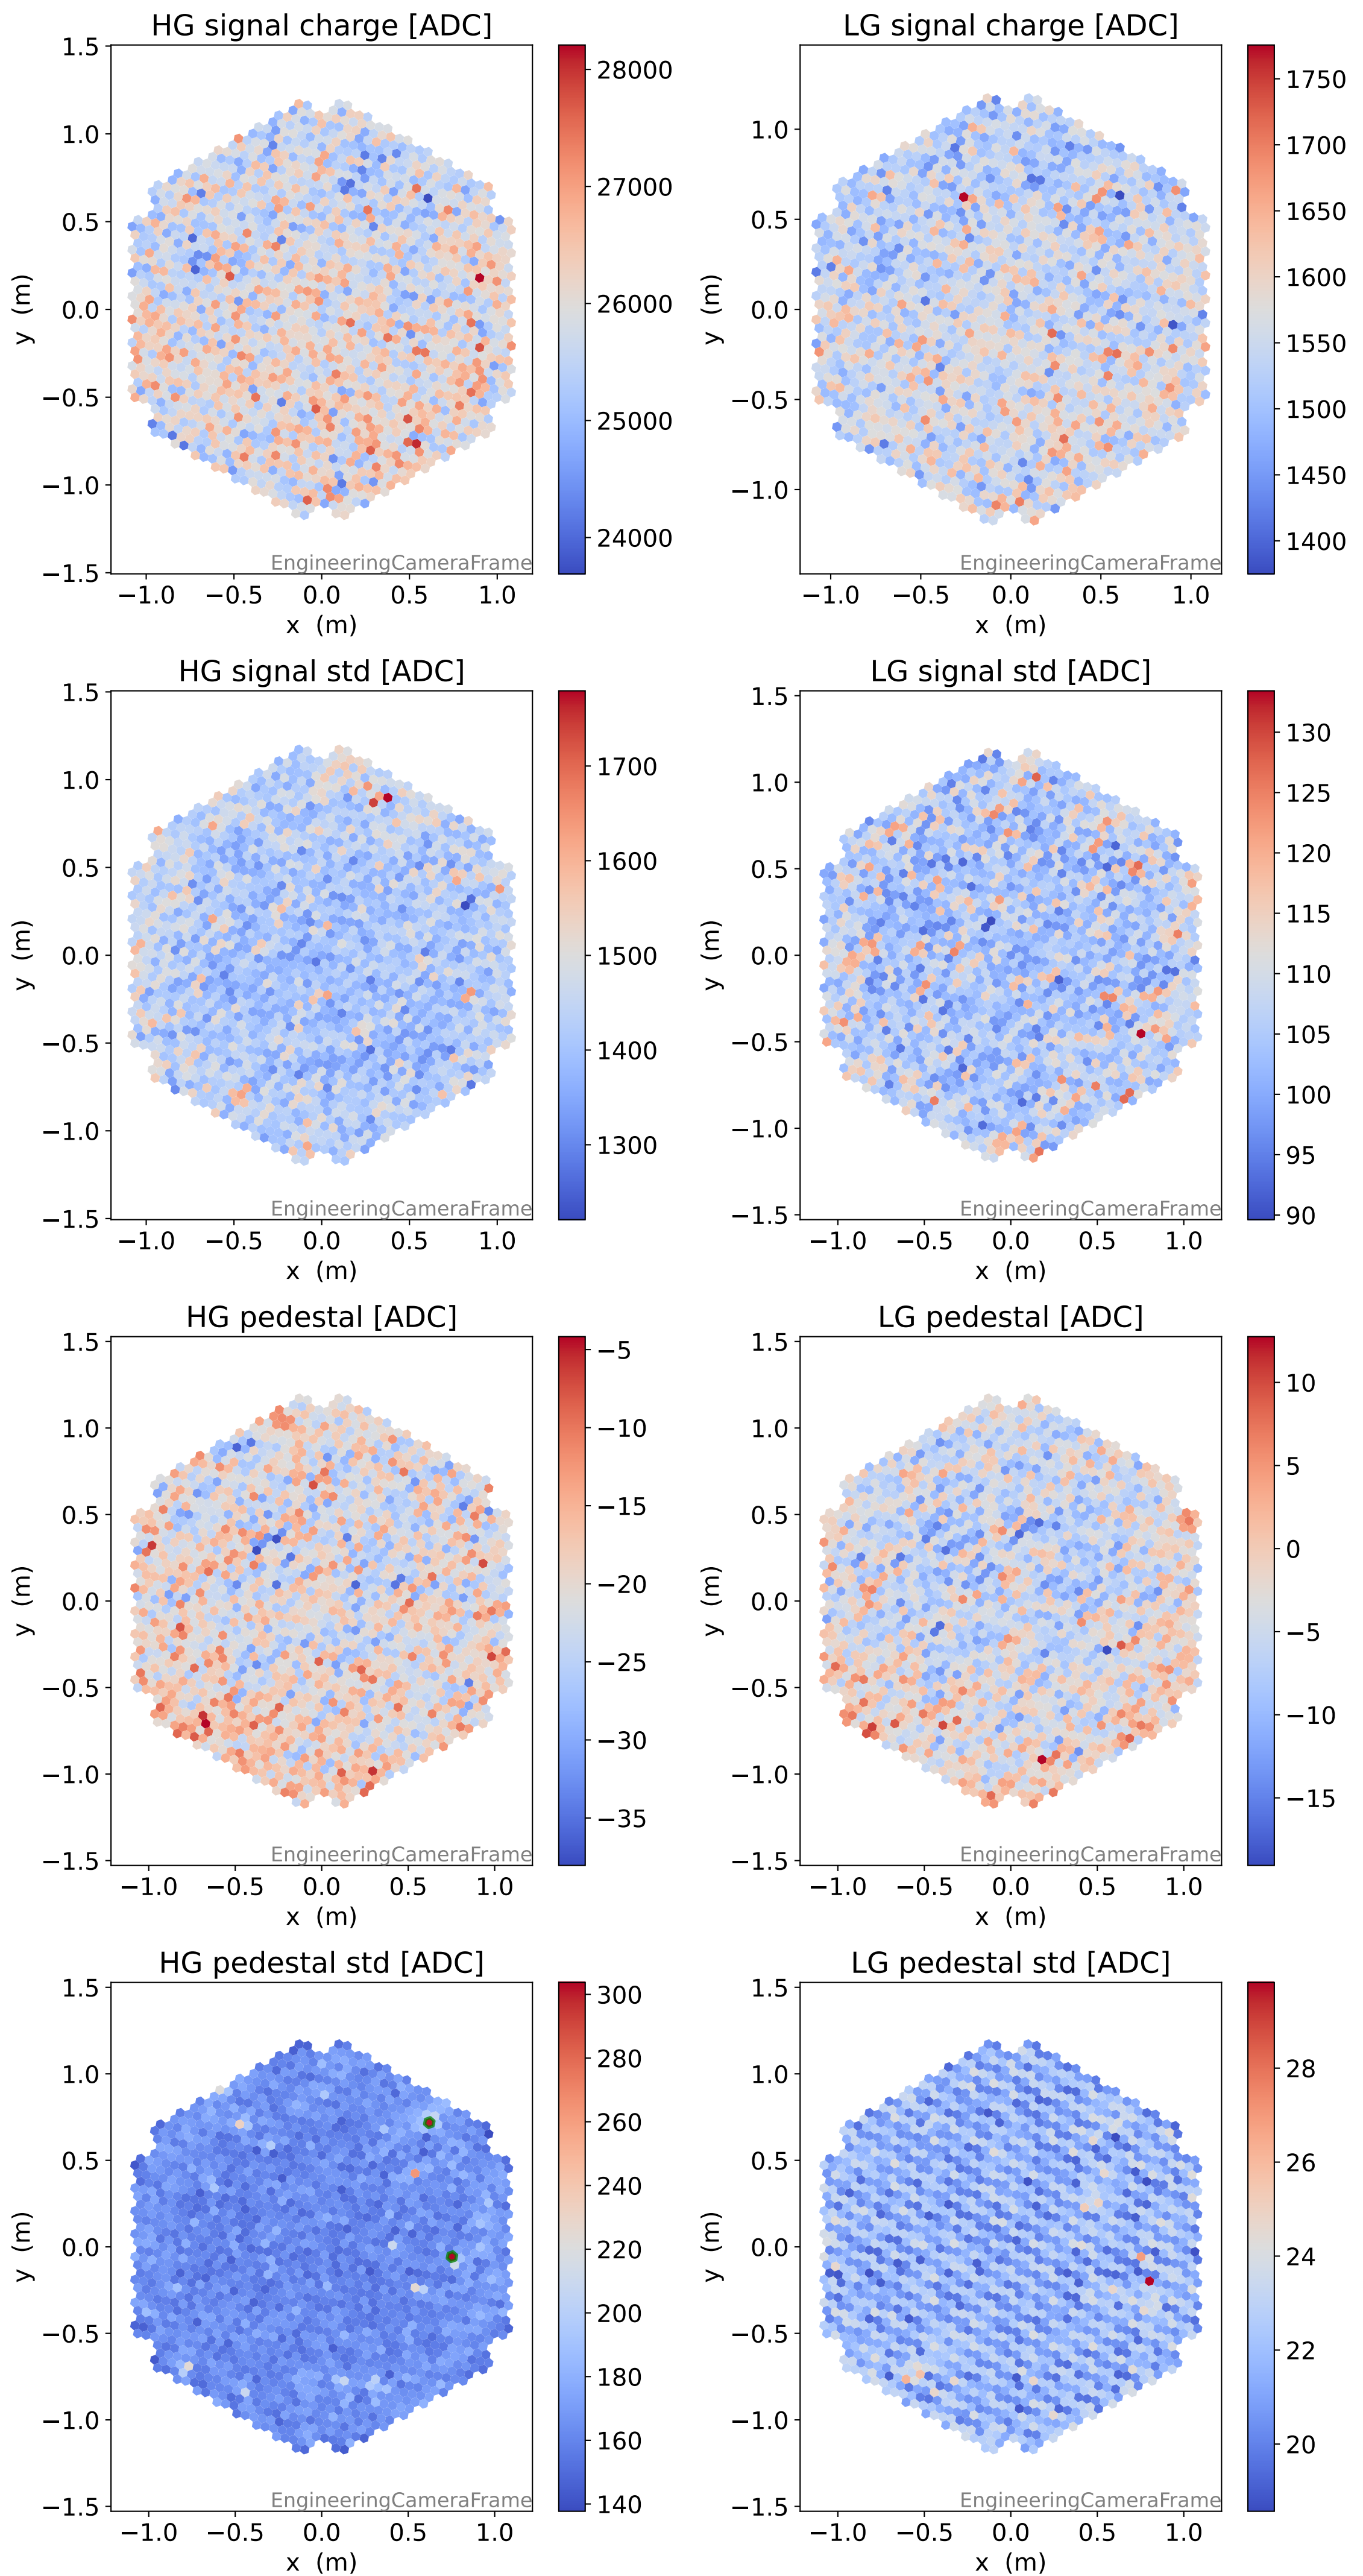 HG signal charge [ADC]
1.5
1.0
0.5
0.0
−0.5
−1.0
−1.5
y (m)
−1.0 −0.5 0.0 0.5 1.0
x (m)
EngineeringCameraFrame
28000
27000
26000
25000
24000
LG signal charge [ADC]
1.0
0.5
0.0
−0.5
−1.0
y (m)
−1.0 −0.5 0.0 0.5 1.0
x (m)
EngineeringCameraFrame
1750
1700
1650
1600
1550
1500
1450
1400
HG signal std [ADC]
1.5
1.0
0.5
0.0
−0.5
−1.0
−1.5
y (m)
−1.0 −0.5 0.0 0.5 1.0
x (m)
EngineeringCameraFrame
1700
1600
1500
1400
1300
LG signal std [ADC]
1.5
1.0
0.5
0.0
−0.5
−1.0
−1.5
y (m)
−1.0 −0.5 0.0 0.5 1.0
x (m)
EngineeringCameraFrame
130
125
120
115
110
105
100
95
90
HG pedestal [ADC]
1.5
1.0
0.5
0.0
−0.5
−1.0
−1.5
y (m)
−1.0 −0.5 0.0 0.5 1.0
x (m)
EngineeringCameraFrame
−5
−10
−15
−20
−25
−30
−35
LG pedestal [ADC]
1.5
1.0
0.5
0.0
−0.5
−1.0
−1.5
y (m)
−1.0 −0.5 0.0 0.5 1.0
x (m)
EngineeringCameraFrame
10
5
0
−5
−10
−15
HG pedestal std [ADC]
1.5
1.0
0.5
0.0
−0.5
−1.0
−1.5
y (m)
−1.0 −0.5 0.0 0.5 1.0
x (m)
EngineeringCameraFrame
300
280
260
240
220
200
180
160
140
LG pedestal std [ADC]
1.5
1.0
0.5
0.0
−0.5
−1.0
−1.5
y (m)
−1.0 −0.5 0.0 0.5 1.0
x (m)
EngineeringCameraFrame
28
26
24
22
20